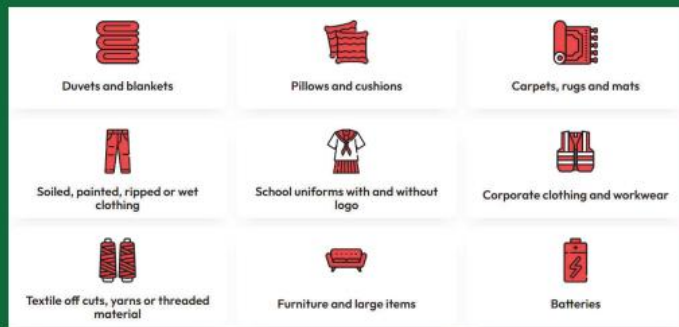 Duvets and blankets
Pillows and cushions
Carpets, rugs and mats
Soiled, painted, ripped or wet
clothing
School uniforms with and without
logo
Corporate clothing and workwear
Textile off cuts, yarns or threaded
material
Furniture and large items
Batteries